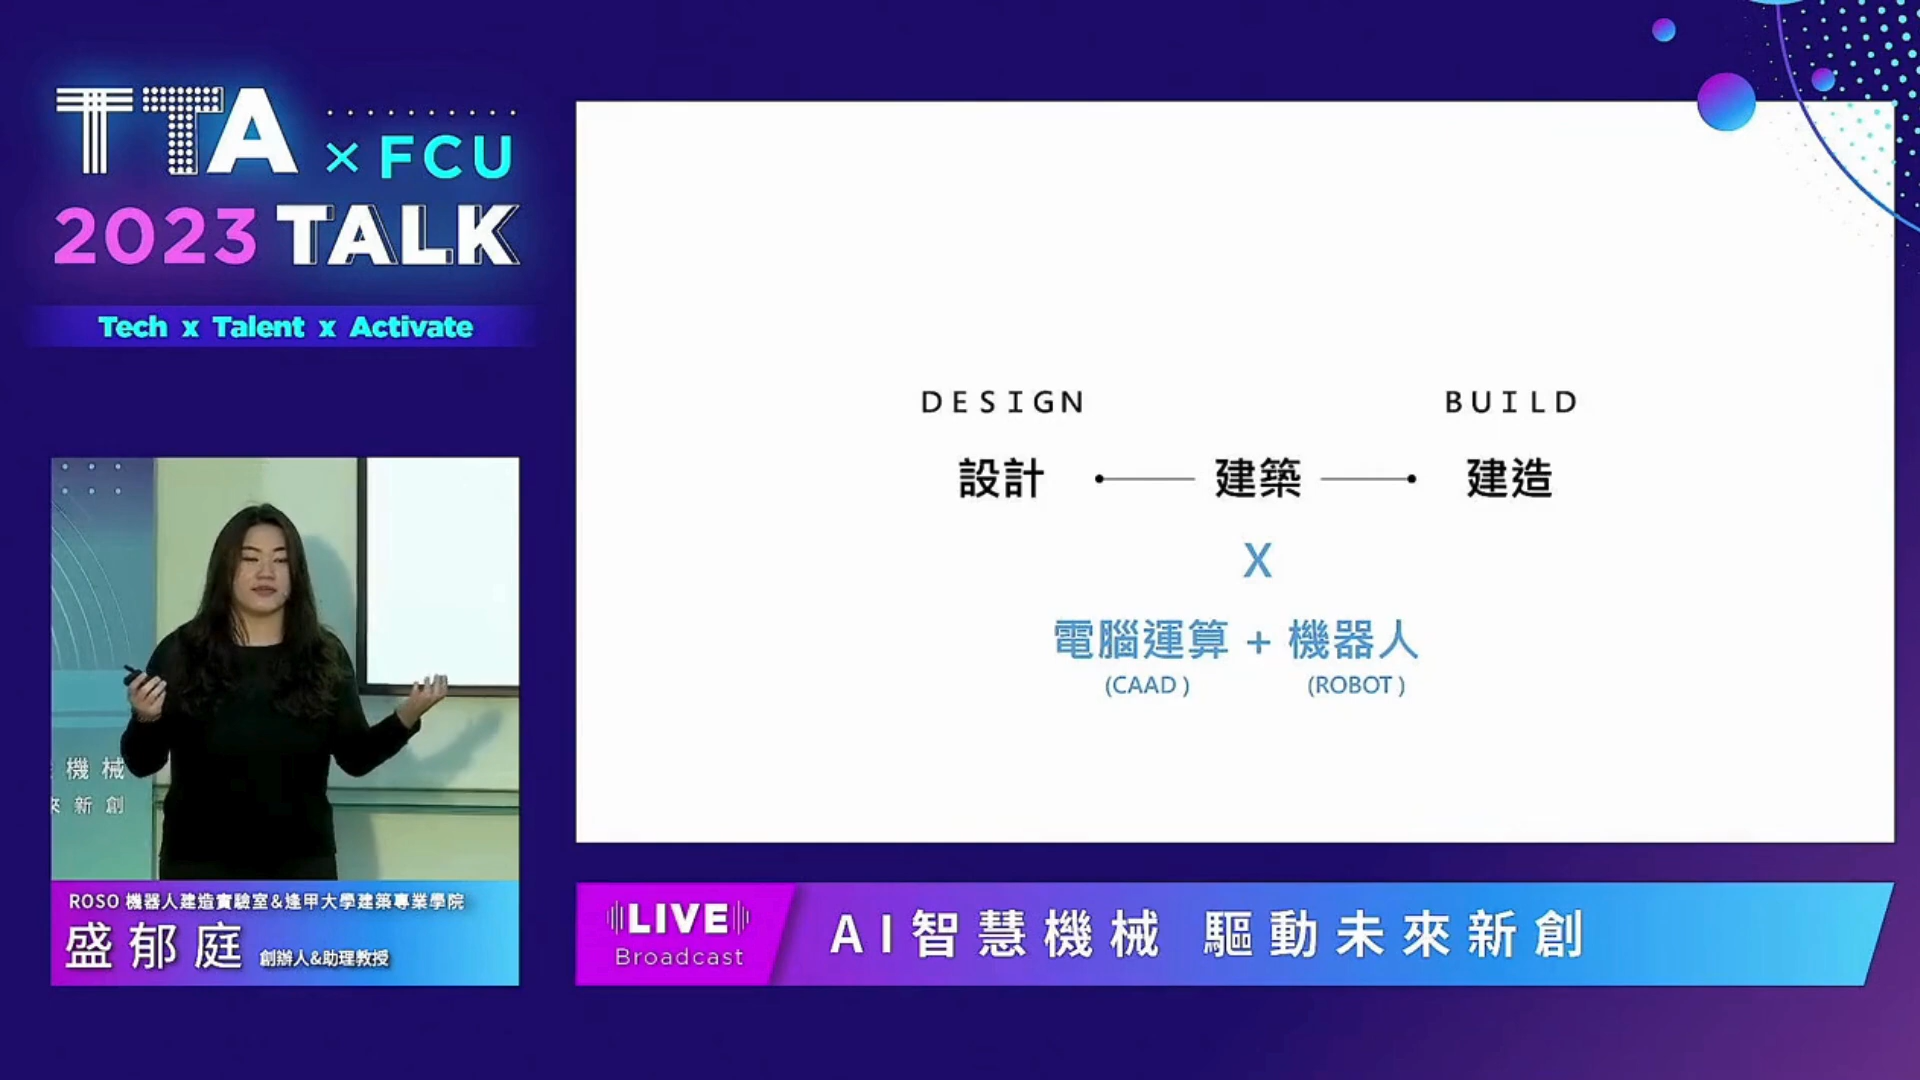 TTA × FCU
2023 TALK
Tech x Talent x Activate
DESIGN
BUILD
設計
建築
建造
X
電腦運算 + 機器人
(CAAD )
(ROBOT )
機 械
新 創
ROSO 機器人建造實驗室&逢甲大學建築專業學院
盛郁庭 創辦人&助理教授
LIVE
Broadcast
AI智慧機械 驅動未來新創